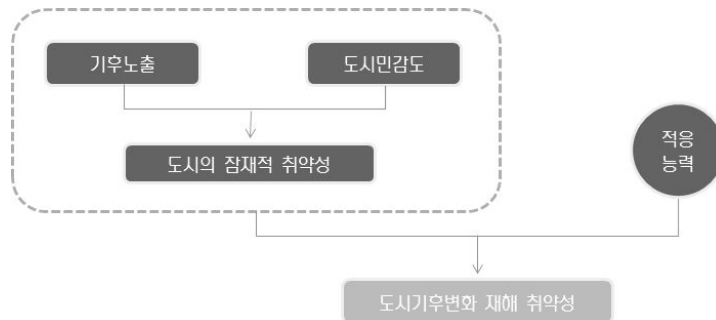 기후노출
도시민감도
도시의 잠재적 취약성
적응
능력
도시기후변화 재해 취약성